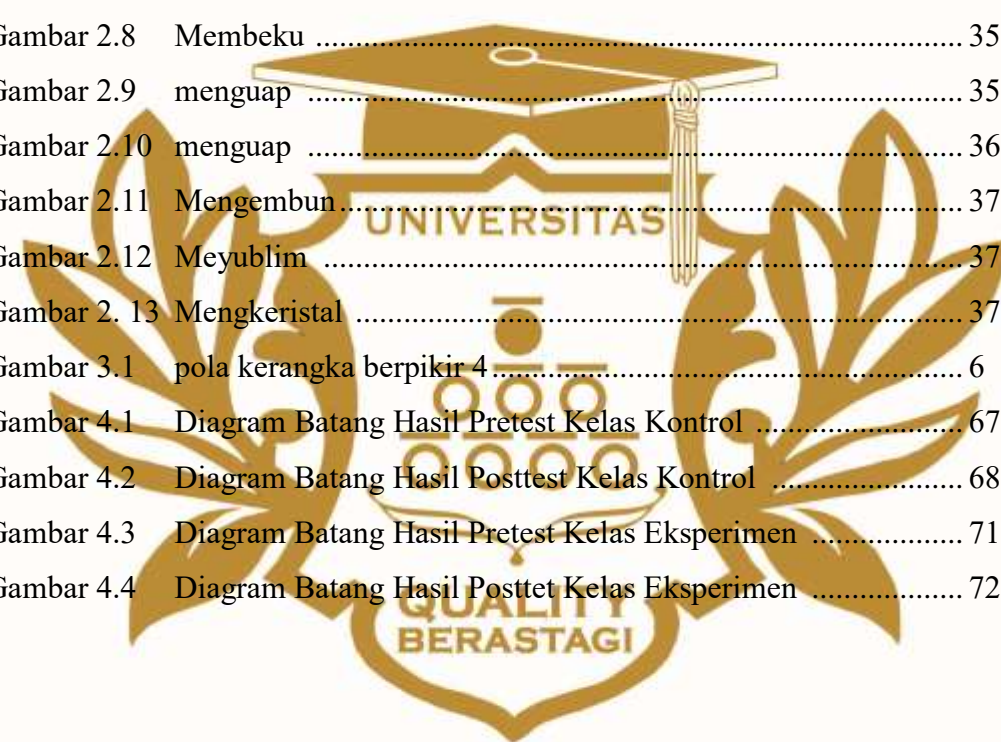 Gambar 2.8 Membeku ........................................................................... 35
Gambar 2.9 menguap ............................................................................ 35
Gambar 2.10 menguap ............................................................................ 36
Gambar 2.11 Mengembun........................................................................ 37
UNIVERSITAS
Gambar 2.12 Meyublim .......................................................................... 37
Gambar 2. 13 Mengkeristal ...................................................................... 37
Gambar 3.1 pola kerangka berpikir 4....................................................... 6
Gambar 4.1 Diagram Batang Hasil Pretest Kelas Kontrol ........................ 67
Gambar 4.2 Diagram Batang Hasil Posttest Kelas Kontrol ...................... 68
Gambar 4.3 Diagram Batang Hasil Pretest Kelas Eksperimen .................. 71
Gambar 4.4 Diagram Batang Hasil Posttet Kelas Eksperimen .................. 72
QUALITY
BERASTAGI